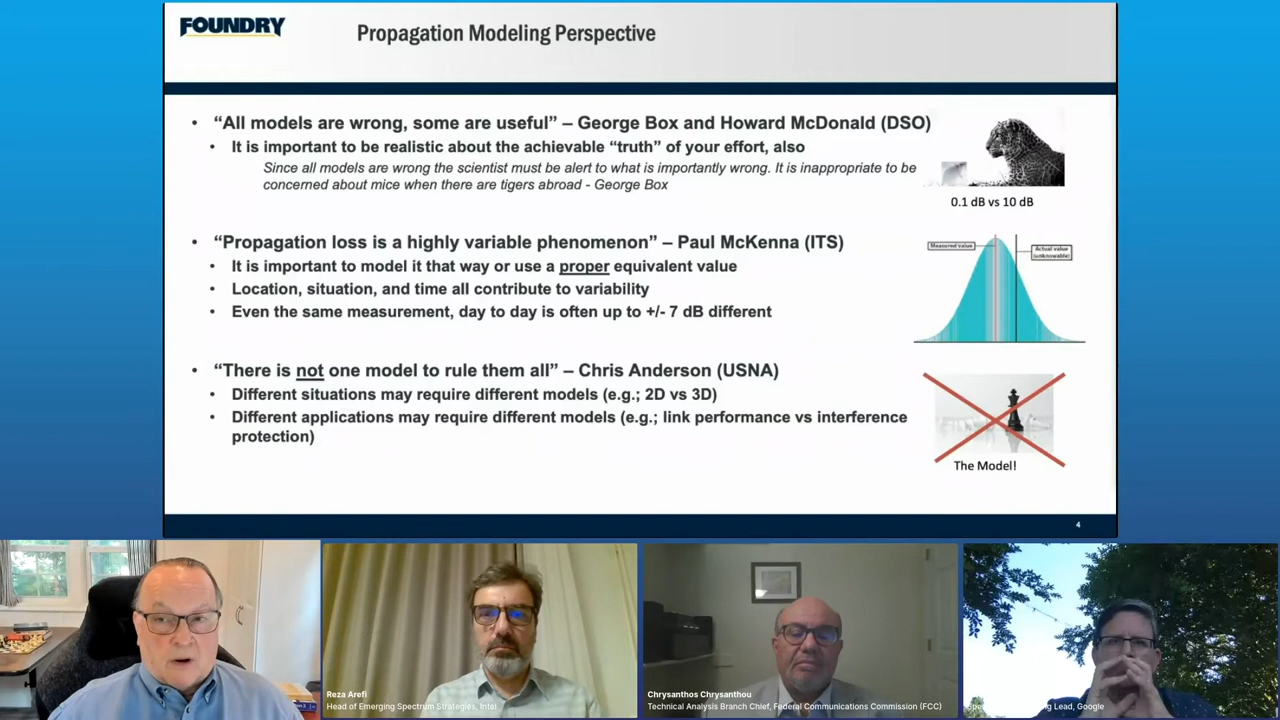 FOUNDRY
Propagation Modeling Perspective
• “All models are wrong, some are useful” – George Box and Howard McDonald (DSO)
• It is important to be realistic about the achievable “truth” of your effort, also
Since all models are wrong the scientist must be alert to what is importantly wrong. It is inappropriate to be
concerned about mice when there are tigers abroad - George Box
0.1 dB vs 10 dB
• “Propagation loss is a highly variable phenomenon” – Paul McKenna (ITS)
• It is important to model it that way or use a proper equivalent value
• Location, situation, and time all contribute to variability
• Even the same measurement, day to day is often up to +/- 7 dB different
Measured value
Actual value
(unknowable)
• “There is not one model to rule them all” – Chris Anderson (USNA)
• Different situations may require different models (e.g.; 2D vs 3D)
• Different applications may require different models (e.g.; link performance vs interference
protection)
The Model!
4
Reza Arefi
Head of Emerging Spectrum Strategies, Intel
Chrysanthos Chrysanthou
Technical Analysis Branch Chief, Federal Communications Commission (FCC)
Lead, Google